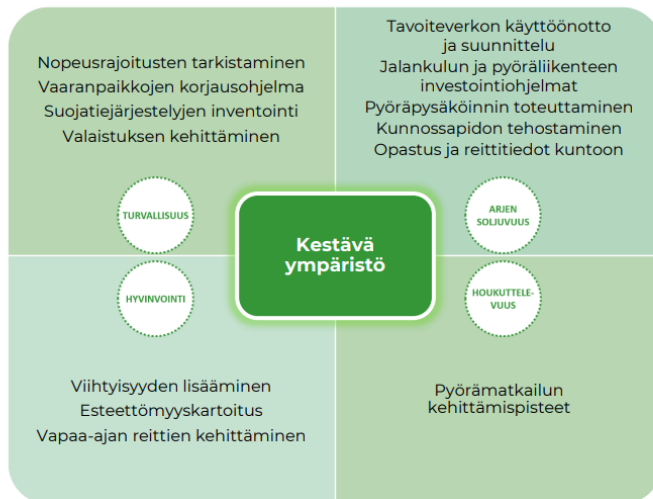 Nopeusrajoitusten tarkistaminen
Vaaranpaikkojen korjausohjelma
Suojatiejärjestelyjen inventointi
Valaistuksen kehittäminen
TURVALLISUUS
Tavoiteverkon käyttöönotto
ja suunnittelu
Jalankulun ja pyöräliikenteen
investointiohjelmat
Pyöräpysäköinnin toteuttaminen
Kunnossapidon tehostaminen
Opastus ja reittitiedot kuntoon
ARJEN
SOLJUVUUS
Kestävä
ympäristö
HYVINVOINTI
Viihtyisyyden lisääminen
Esteettömyyskartoitus
Vapaa-ajan reittien kehittäminen
HOUKUTTELE-
VUUS
Pyörämatkailun
kehittämispisteet